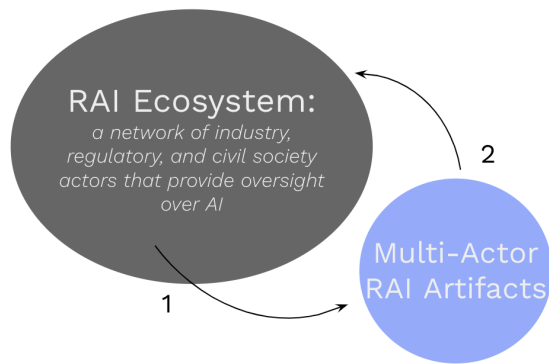 RAI Ecosystem:
a network of industry,
regulatory, and civil society
actors that provide oversight
over AI
2
Multi-Actor
RAI Artifacts
1